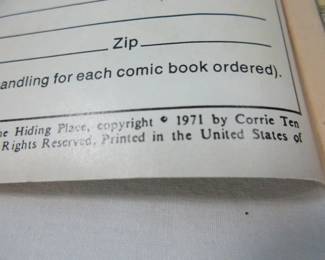 Zip
andling for each comic book ordered).
he Hiding Place, copyright © 1971 by Corrie Ten
Rights Reserved, Printed in the United States of